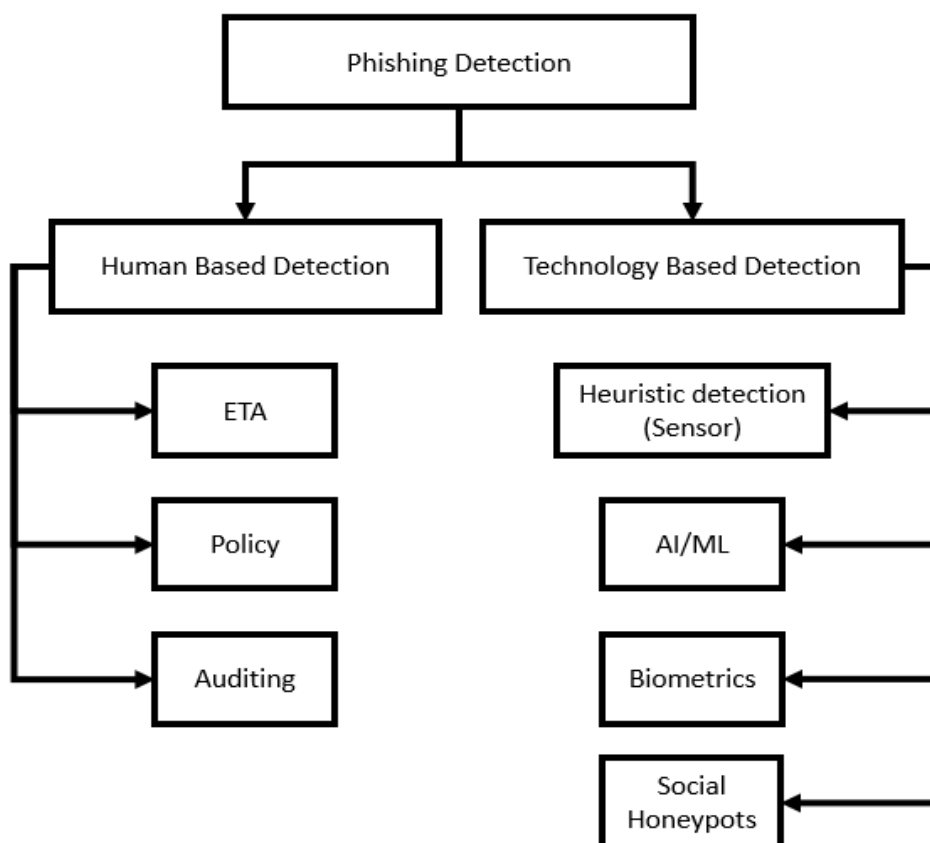 Phishing Detection
Human Based Detection
Technology Based Detection
ETA
Policy
Auditing
Heuristic detection
(Sensor)
AI/ML
Biometrics
Social
Honeypots